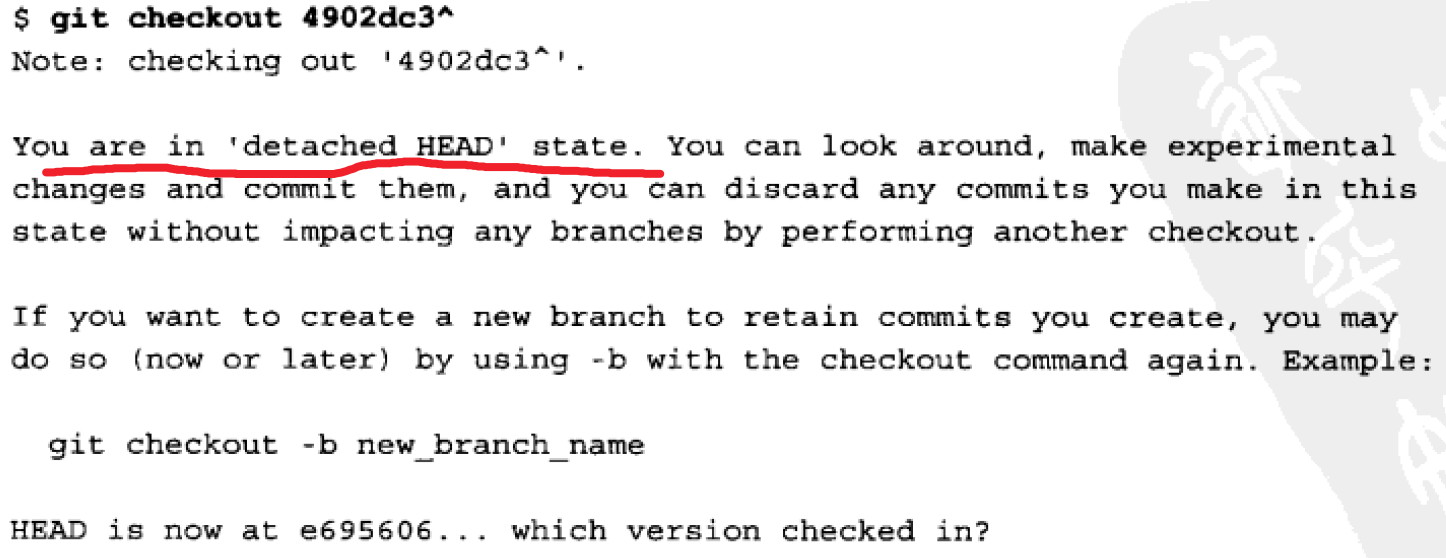 $ git checkout 4902dc3^
Note: checking out '4902dc3^'.
You are in 'detached HEAD' state. You can look around, make experimental
changes and commit them, and you can discard any commits you make in this
state without impacting any branches by performing another checkout.
If you want to create a new branch to retain commits you create, you may
do so (now or later) by using -b with the checkout command again. Example:
git checkout -b new_branch_name
HEAD is now at e695606... which version checked in?